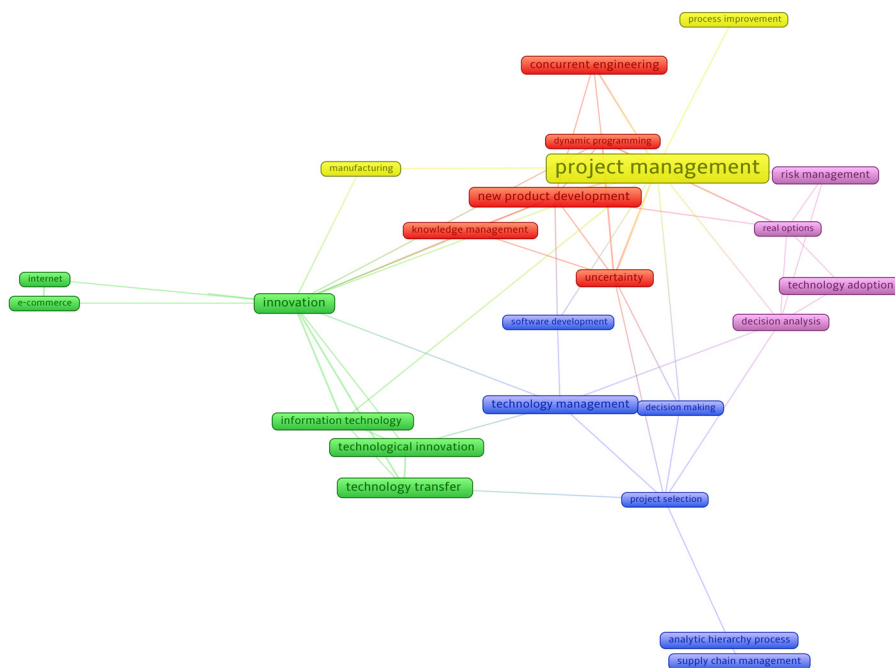 process improvement
concurrent engineering
dynamic programming
project management
manufacturing
risk management
new product development
knowledge management
real options
uncertainty
internet
technology adoption
e-commerce
innovation
software development
decision analysis
technology management
decision making
information technology
technological innovation
technology transfer
project selection
analytic hierarchy process
supply chain management